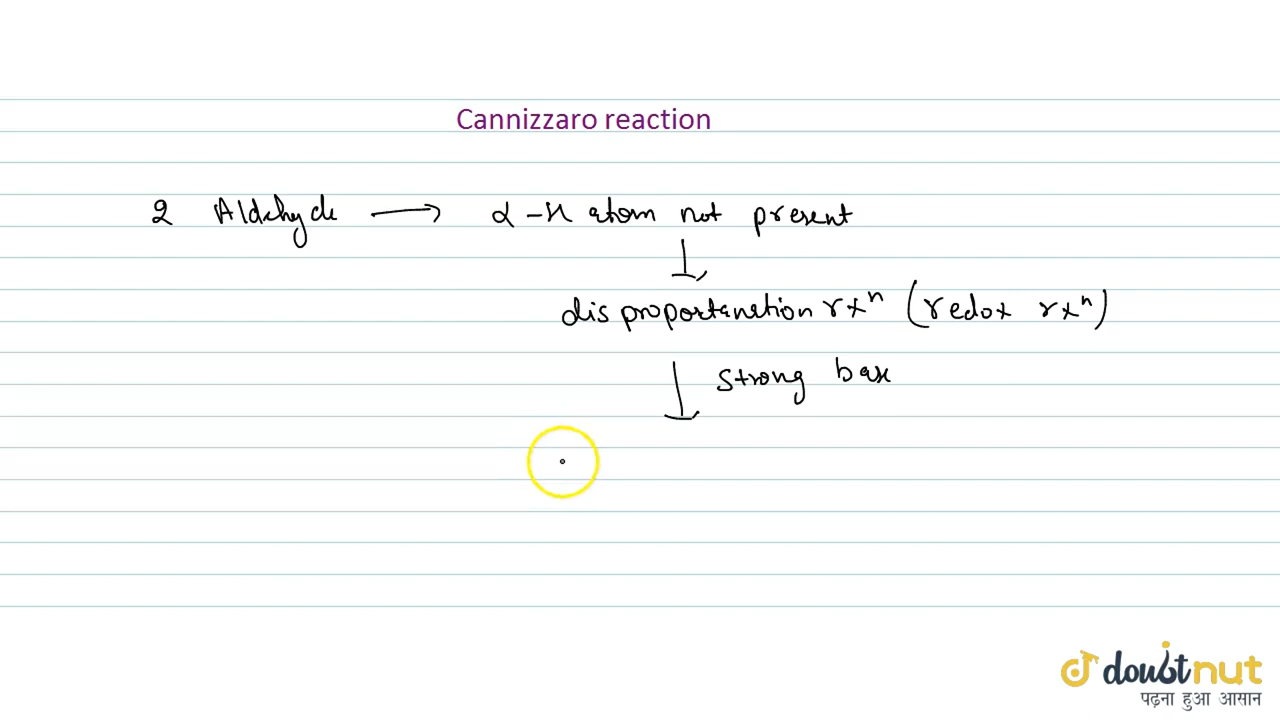 Cannizzaro reaction
2 Aldehyde → α-H atom not present
disproportanation rxⁿ (redox rxⁿ)
strong base
doubtnut
पढ़ना हुआ आसान